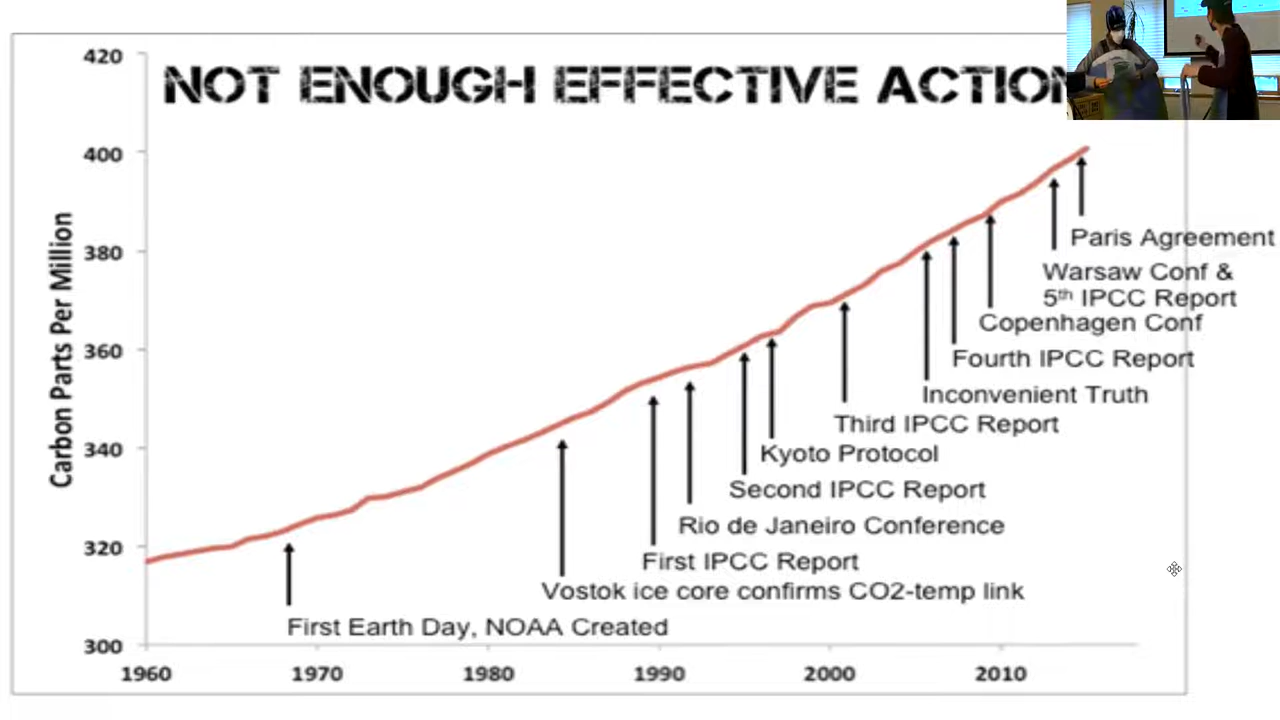 NOT ENOUGH EFFECTIVE ACTION
420
400
380
360
340
320
300
Carbon Parts Per Million
Paris Agreement
Warsaw Conf &
5th IPCC Report
Copenhagen Conf
Fourth IPCC Report
Inconvenient Truth
Third IPCC Report
Kyoto Protocol
Second IPCC Report
Rio de Janeiro Conference
First IPCC Report
Vostok ice core confirms CO2-temp link
First Earth Day, NOAA Created
1960 1970 1980 1990 2000 2010